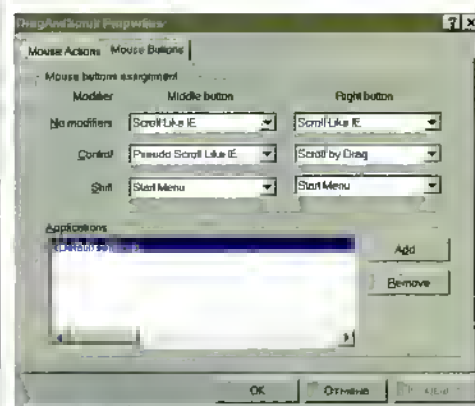 DragAndScroll Properties
Mouse Actions Mouse Buttons
Mouse buttons assignment
Modifier Middle button Right button
No modifiers Scroll Like IE Scroll Like IE
Control Pseudo Scroll Like IE Scroll by Drag
Shift Start Menu Start Menu
Applications
Add
Remove
OK Отмена